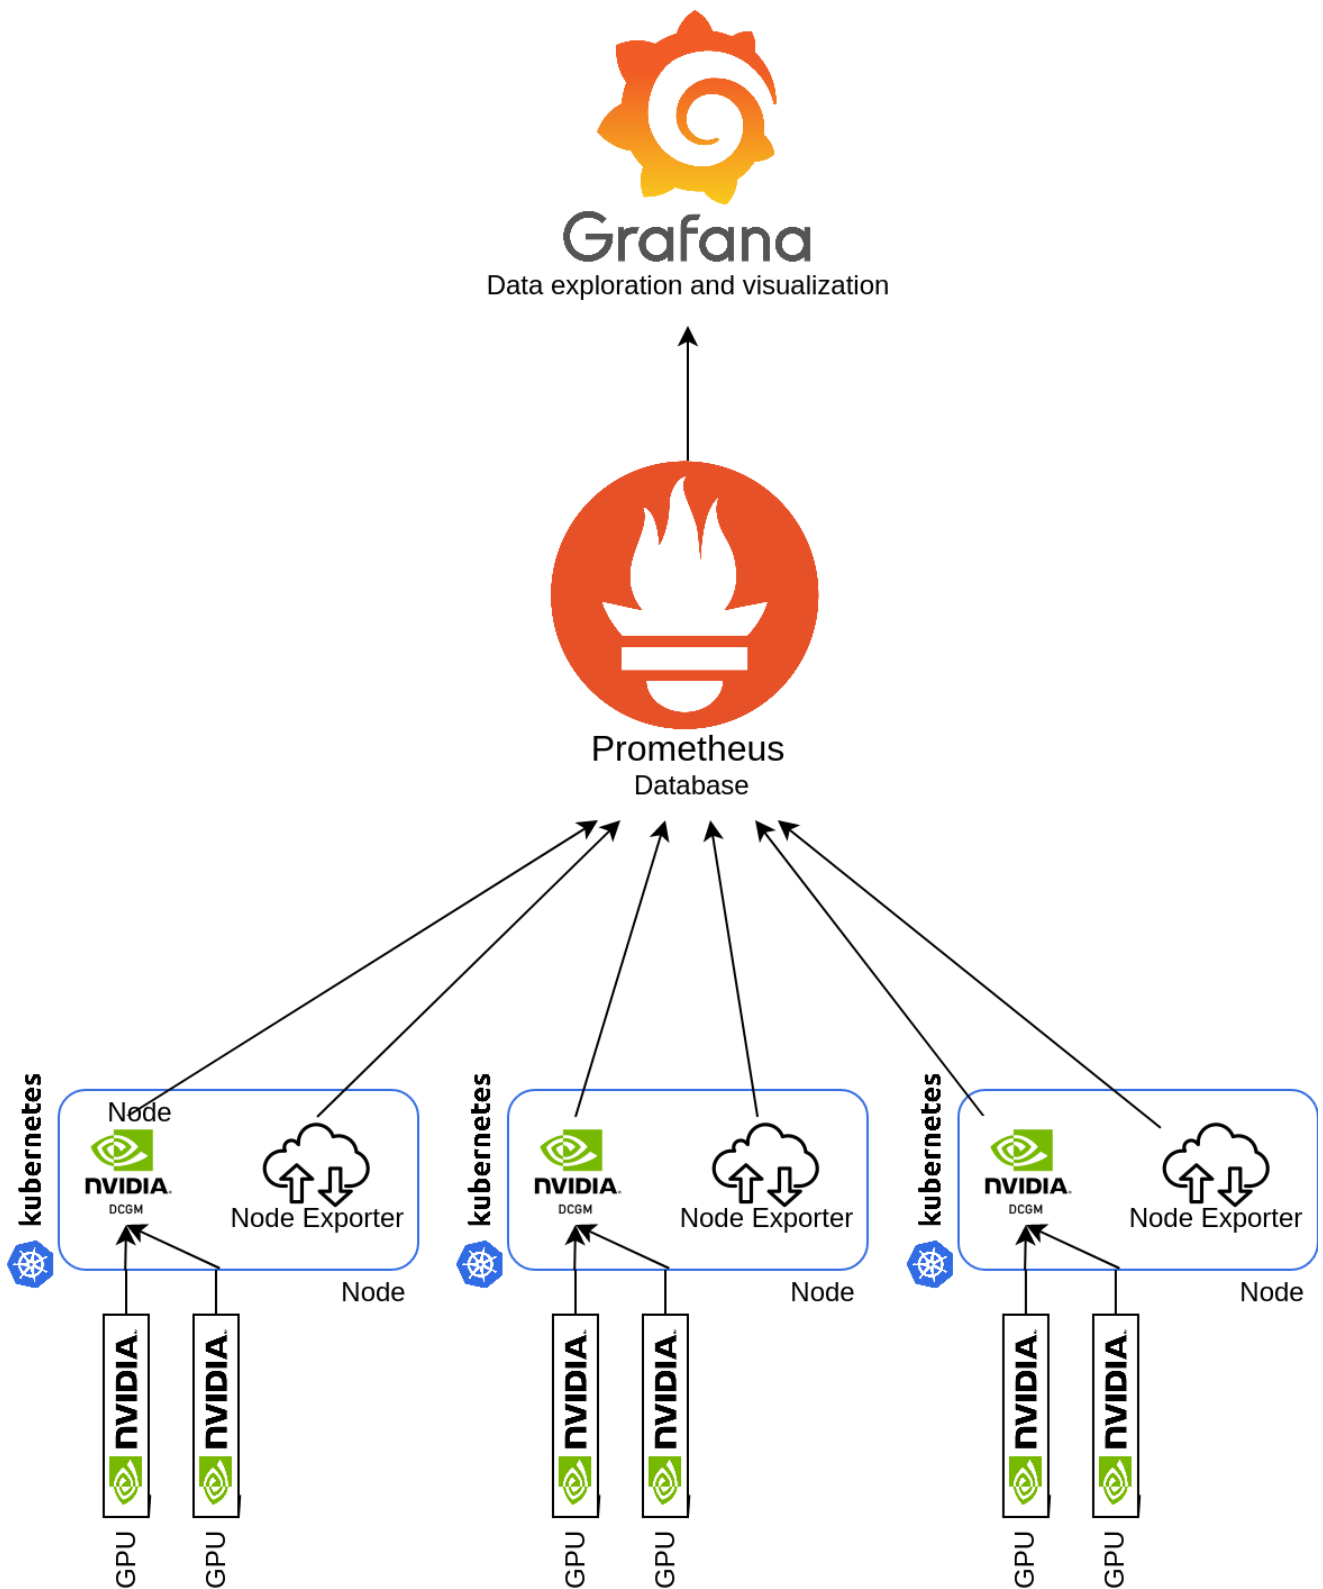 Grafana
Data exploration and visualization
Prometheus
Database
kubernetes
Node
NVIDIA.
DCGM
Node Exporter
Node
kubernetes
NVIDIA.
DCGM
Node Exporter
Node
kubernetes
NVIDIA.
DCGM
Node Exporter
Node
NVIDIA.
GPU
NVIDIA.
GPU
NVIDIA.
GPU
NVIDIA.
GPU
NVIDIA.
GPU
NVIDIA.
GPU